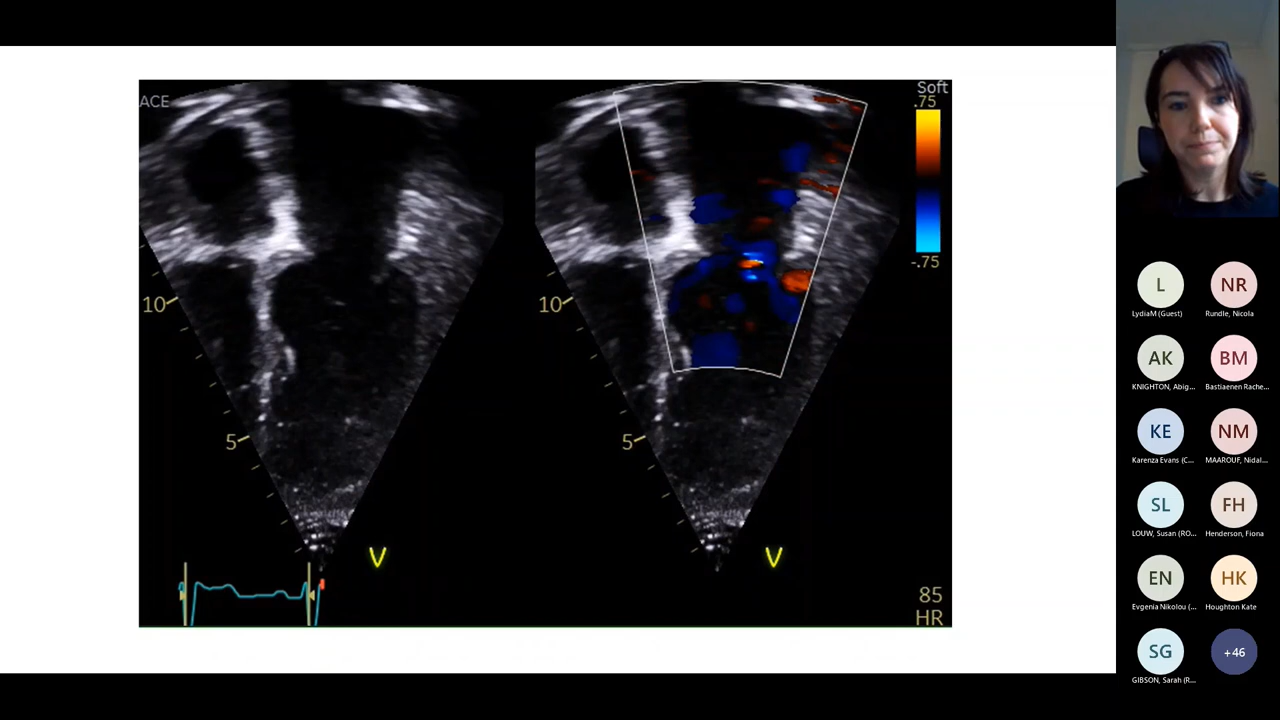 ACE
Soft
.75
-.75
10
10
5
5
V
V
85
HR
L
NR
LydiaM (Guest)
Rundle, Nicola
AK
BM
KNIGHTON, Abig...
Bastiaenen Rache...
KE
NM
Karenza Evans (C...
MAAROUF, Nidal...
SL
FH
LOUW, Susan (RO...
Henderson, Fiona
EN
HK
Evgenia Nikolou (...
Houghton Kate
SG
+46
GIBSON, Sarah (R...